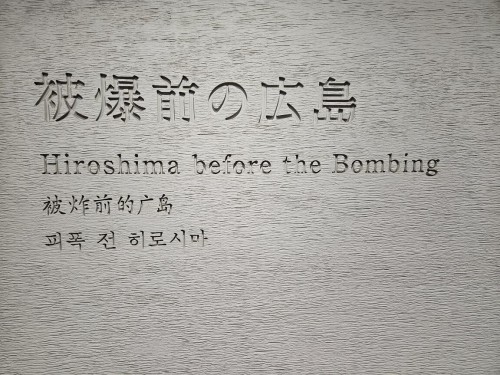 被爆前の広島
Hiroshima before the Bombing
被炸前的广岛
피폭 전 히로시마